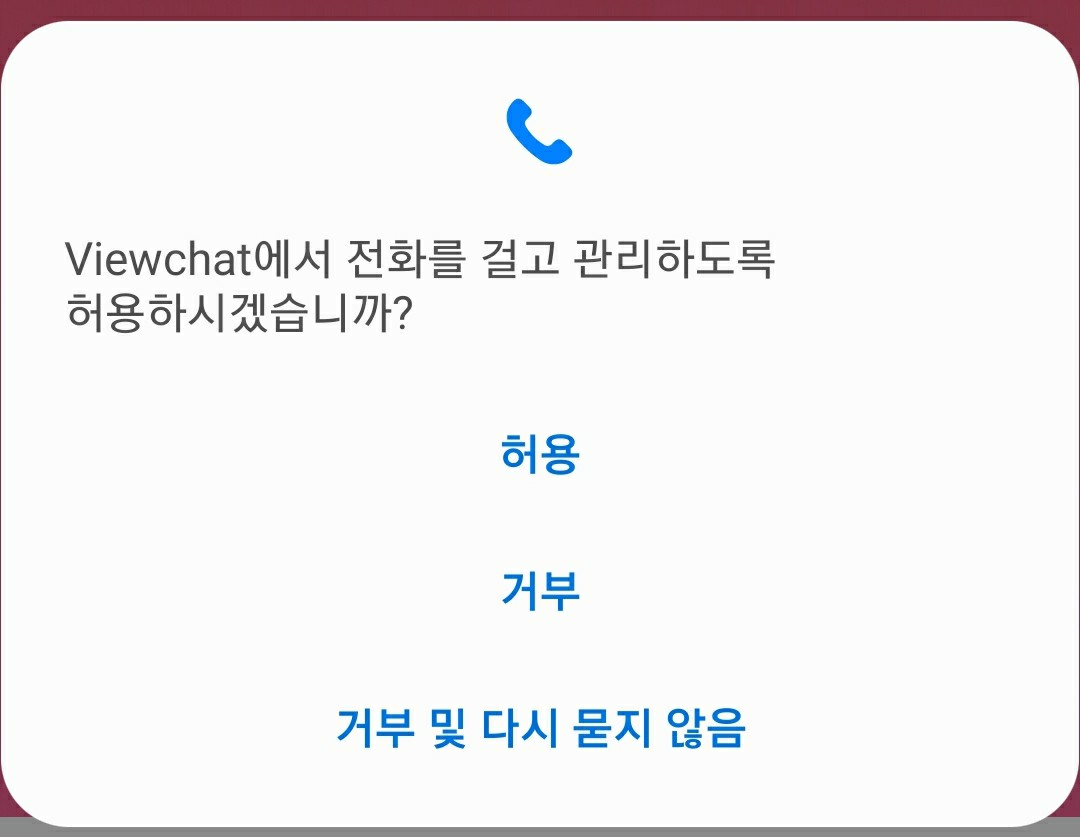 Viewchat에서 전화를 걸고 관리하도록
허용하시겠습니까?
허용
거부
거부 및 다시 묻지 않음